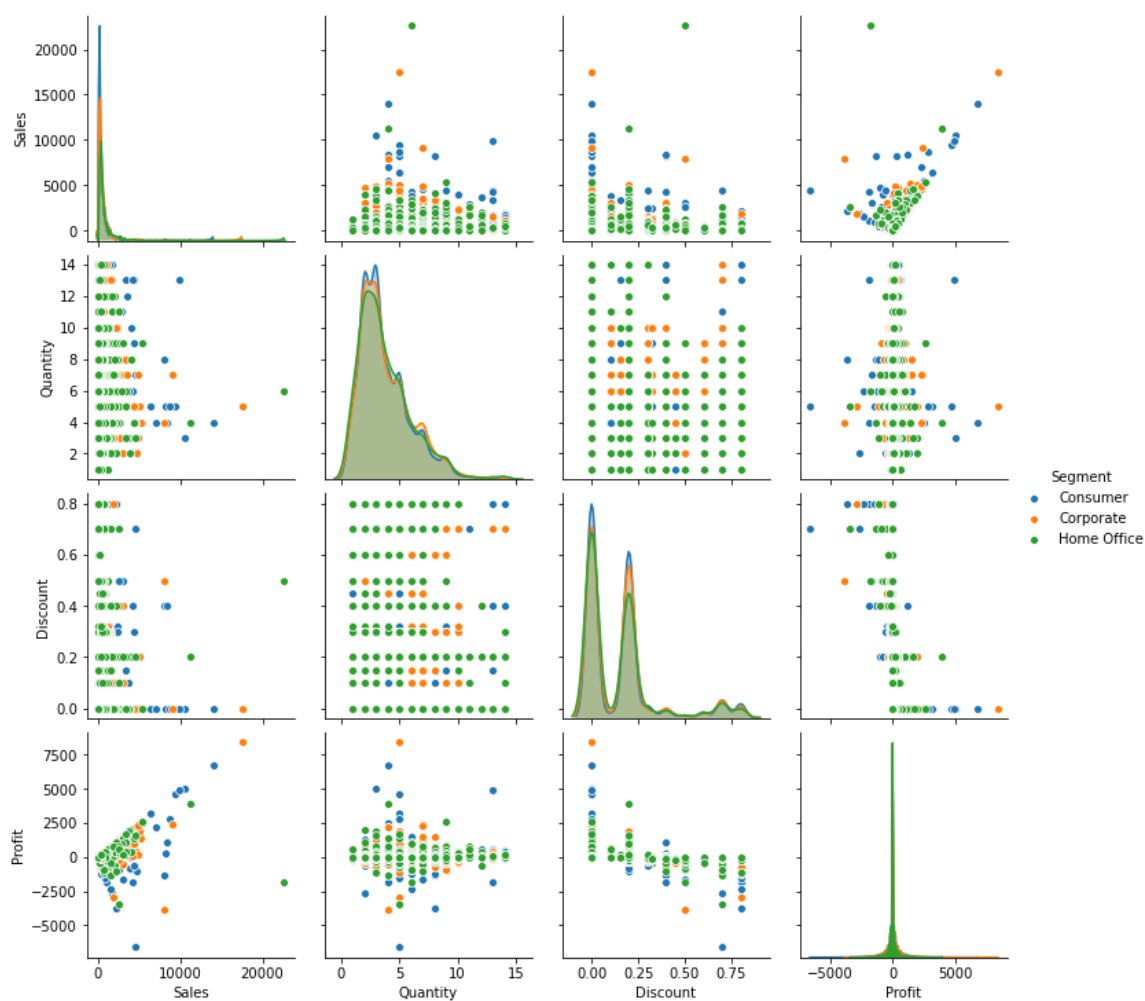 20000
15000
10000
5000
0
Sales
14
12
10
8
6
4
2
Quantity
Segment
Consumer
Corporate
Home Office
0.8
0.6
0.4
0.2
0.0
Discount
7500
5000
2500
0
−2500
−5000
Profit
0 10000 20000
Sales
0 5 10 15
Quantity
0.00 0.25 0.50 0.75
Discount
−5000 0 5000
Profit